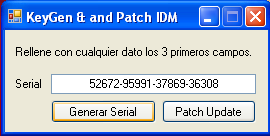 KeyGen & and Patch IDM
Rellene con cualquier dato los 3 primeros campos.
Serial 52672-95991-37869-36308
Generar Serial Patch Update